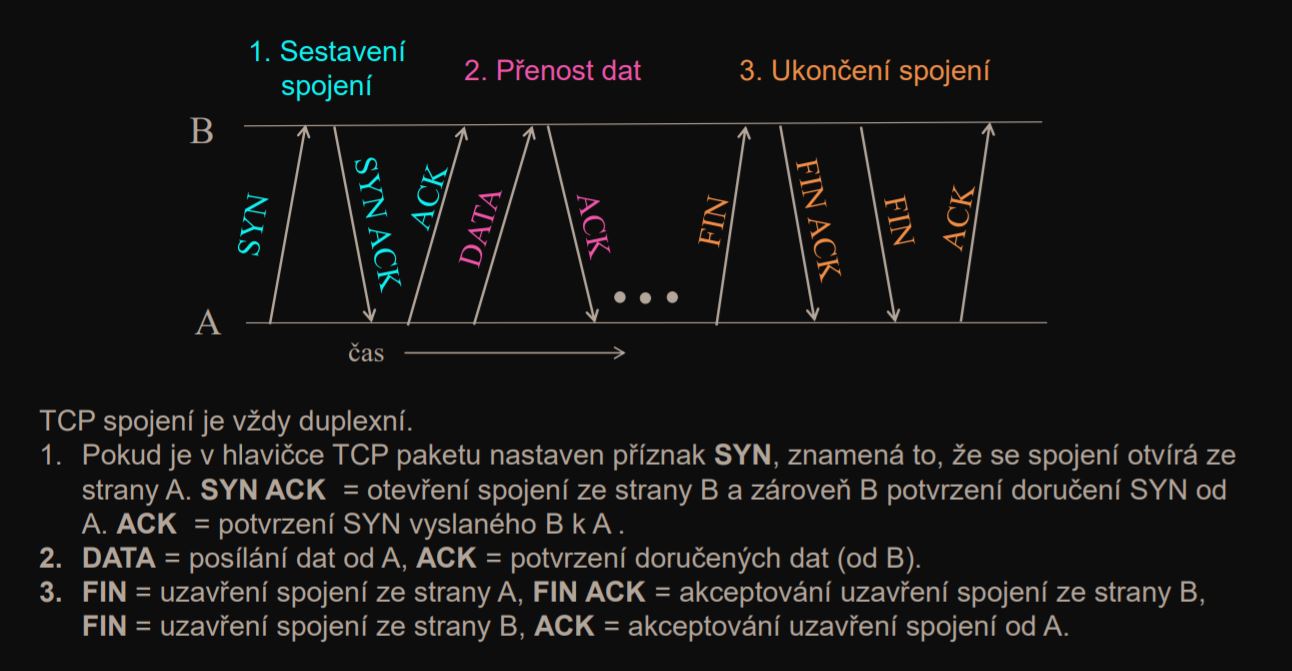 1. Sestavení
spojení
2. Přenost dat
3. Ukončení spojení
B
SYN
SYN ACK
ACK
DATA
ACK
FIN
FIN ACK
FIN
ACK
A
čas
TCP spojení je vždy duplexní.
1. Pokud je v hlavičce TCP paketu nastaven příznak SYN, znamená to, že se spojení otvírá ze
strany A. SYN ACK = otevření spojení ze strany B a zároveň B potvrzení doručení SYN od
A. ACK = potvrzení SYN vyslaného B k A .
2. DATA = posílání dat od A, ACK = potvrzení doručených dat (od B).
3. FIN = uzavření spojení ze strany A, FIN ACK = akceptování uzavření spojení ze strany B,
FIN = uzavření spojení ze strany B, ACK = akceptování uzavření spojení od A.